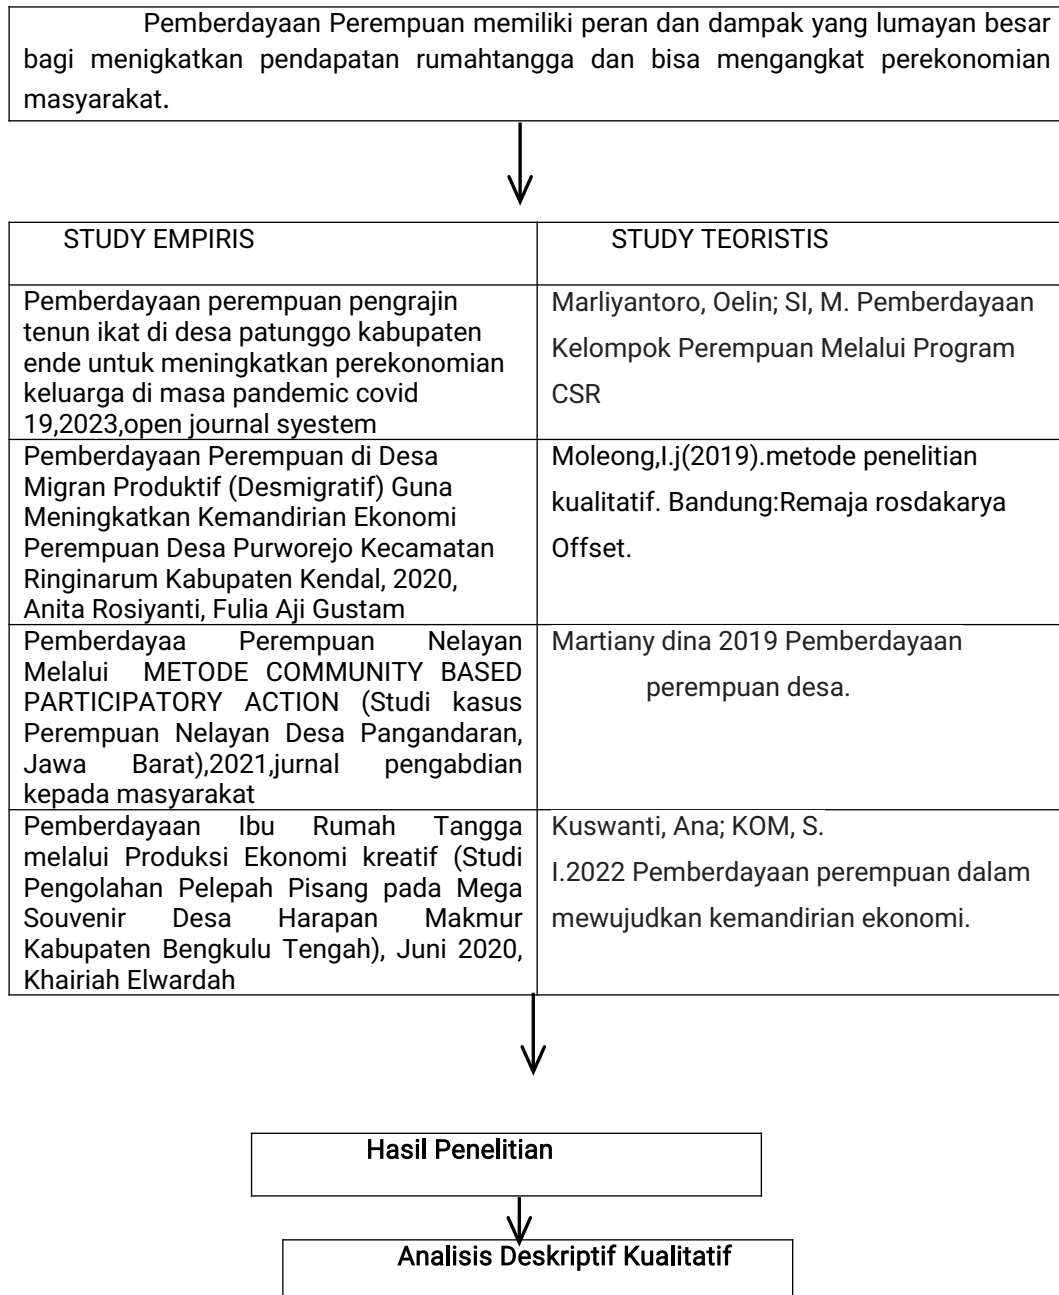 Pemberdayaan Perempuan memiliki peran dan dampak yang lumayan besar
bagi menigkatkan pendapatan rumahtangga dan bisa mengangkat perekonomian
masyarakat.
STUDY EMPIRIS
STUDY TEORISTIS
Pemberdayaan perempuan pengrajin
tenun ikat di desa patunggo kabupaten
ende untuk meningkatkan perekonomian
keluarga di masa pandemic covid
19,2023,open journal syestem
Marliyantoro, Oelin; SI, M. Pemberdayaan
Kelompok Perempuan Melalui Program
CSR
Pemberdayaan Perempuan di Desa
Migran Produktif (Desmigratif) Guna
Meningkatkan Kemandirian Ekonomi
Perempuan Desa Purworejo Kecamatan
Ringinarum Kabupaten Kendal, 2020,
Anita Rosiyanti, Fulia Aji Gustam
Moleong,I.j(2019).metode penelitian
kualitatif. Bandung:Remaja rosdakarya
Offset.
Pemberdayaa Perempuan Nelayan
Melalui METODE COMMUNITY BASED
PARTICIPATORY ACTION (Studi kasus
Perempuan Nelayan Desa Pangandaran,
Jawa Barat),2021,jurnal pengabdian
kepada masyarakat
Martiany dina 2019 Pemberdayaan
perempuan desa.
Pemberdayaan Ibu Rumah Tangga
melalui Produksi Ekonomi kreatif (Studi
Pengolahan Pelepah Pisang pada Mega
Souvenir Desa Harapan Makmur
Kabupaten Bengkulu Tengah), Juni 2020,
Khairiah Elwardah
Kuswanti, Ana; KOM, S.
I.2022 Pemberdayaan perempuan dalam
mewujudkan kemandirian ekonomi.
Hasil Penelitian
Analisis Deskriptif Kualitatif